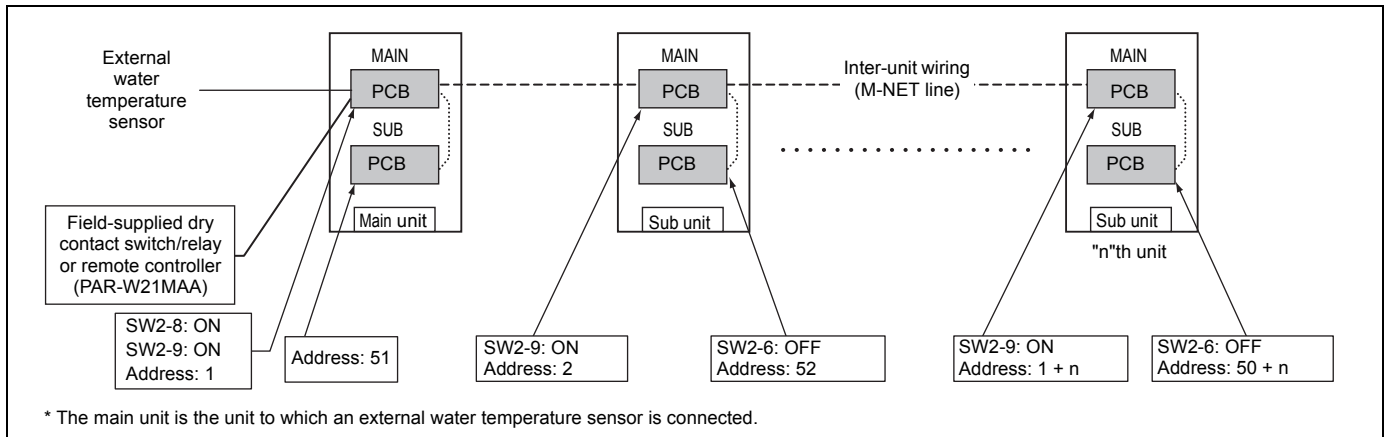 External
water
temperature
sensor
MAIN
PCB
SUB
PCB
Main unit
MAIN
PCB
SUB
PCB
Sub unit
Inter-unit wiring
(M-NET line)
MAIN
PCB
SUB
PCB
Sub unit
"n"th unit
Field-supplied dry
contact switch/relay
or remote controller
(PAR-W21MAA)
SW2-8: ON
SW2-9: ON
Address: 1
Address: 51
SW2-9: ON
Address: 2
SW2-6: OFF
Address: 52
SW2-9: ON
Address: 1 + n
SW2-6: OFF
Address: 50 + n
* The main unit is the unit to which an external water temperature sensor is connected.